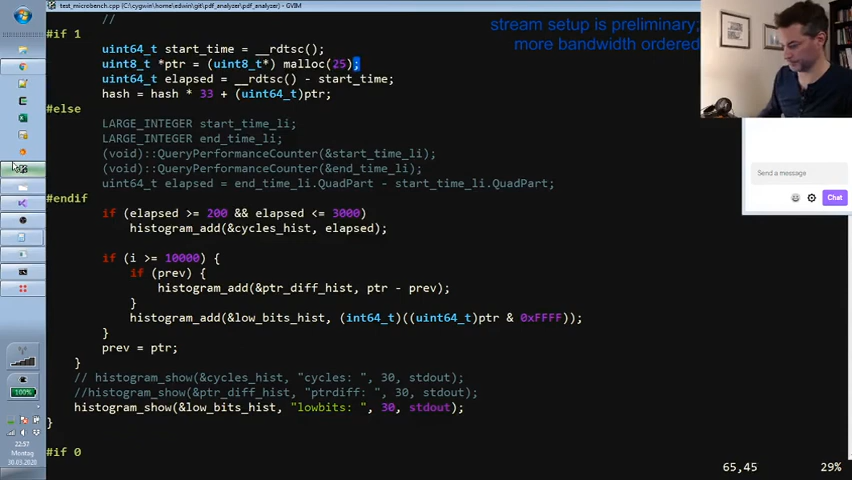 test_microbench.cpp (C:\cygwin\home\edwin\git\pdf_analyzer\pdf_analyzer) - GVIM
stream setup is preliminary;
more bandwidth ordered
//
#if 1
uint64_t start_time = __rdtsc();
uint8_t *ptr = (uint8_t*) malloc(25);
uint64_t elapsed = __rdtsc() - start_time;
hash = hash * 33 + (uint64_t)ptr;
#else
LARGE_INTEGER start_time_li;
LARGE_INTEGER end_time_li;
(void)::QueryPerformanceCounter(&start_time_li);
(void)::QueryPerformanceCounter(&end_time_li);
uint64_t elapsed = end_time_li.QuadPart - start_time_li.QuadPart;
#endif
if (elapsed >= 200 && elapsed <= 3000)
histogram_add(&cycles_hist, elapsed);
if (i >= 10000) {
if (prev) {
histogram_add(&ptr_diff_hist, ptr - prev);
}
histogram_add(&low_bits_hist, (int64_t)((uint64_t)ptr & 0xFFFF));
}
prev = ptr;
}
// histogram_show(&cycles_hist, "cycles: ", 30, stdout);
//histogram_show(&ptr_diff_hist, "ptrdiff: ", 30, stdout);
histogram_show(&low_bits_hist, "lowbits: ", 30, stdout);
}
#if 0
65,45 29%
Send a message
Chat
100%
22:57
Montag
30.03.2020